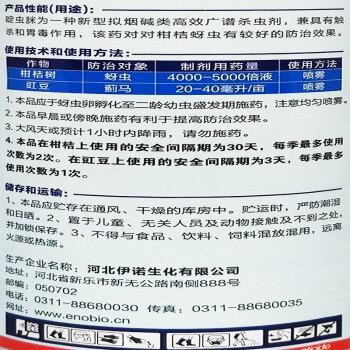 产品性能(用途):
啶虫脒为一种新型拟烟碱类高效广谱杀虫剂,兼具有触
杀和胃毒作用,该药对对柑桔蚜虫有较好的防治效果。
使用技术和使用方法:
作物 防治对象 制剂用药量 使用方法
柑桔树 蚜虫 4000-5000倍液 喷雾
豇豆 蓟马 20-40毫升/亩 喷雾
1.本品应于蚜虫卵孵化至二龄幼虫盛发期施药,注意均匀喷雾。
2.本品早晨或傍晚施药有利于提高防治效果。
3.大风天或预计1小时内降雨,请勿施药。
4.本品在柑桔上使用的安全间隔期为30天,每季最多使用
次数为2次。在豇豆上使用的安全间隔期为3天,每季最多
使用次数为1次。
储存和运输:
1、本品应贮存在通风、干燥的库房中。贮运时,严防潮湿
和日晒。2、置于儿童、无关人员及动物接触及不到之处,
并加锁保存。3、不得与食品、饮料、饲料混放混用,远离
火源或热源。
生产企业名称:河北伊诺生化有限公司
地址:河北省新乐市新无公路南侧888号
邮编:050702
电话:0311-88680030 传真:0311-88680035
网址:www.enobio.cn